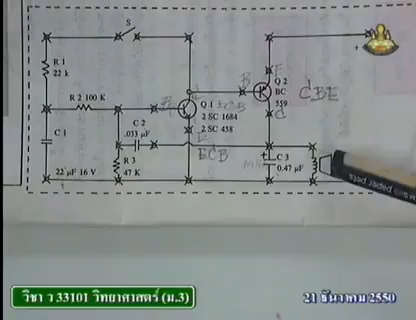 S
R 1
22 k
R 2 100 K
B
Q 1 ECB
2 SC 1684
2 SC 458
B
E
Q 2
BC
559
CBE
C
C 1
22 µF 16 V
C 2
.033 µF
R 3
47 K
E
ECB
+
C 3
0.47 µF
+
วิชา ว 33101 วิทยาศาสตร์ (ม.3)
21 ธันวาคม 2550